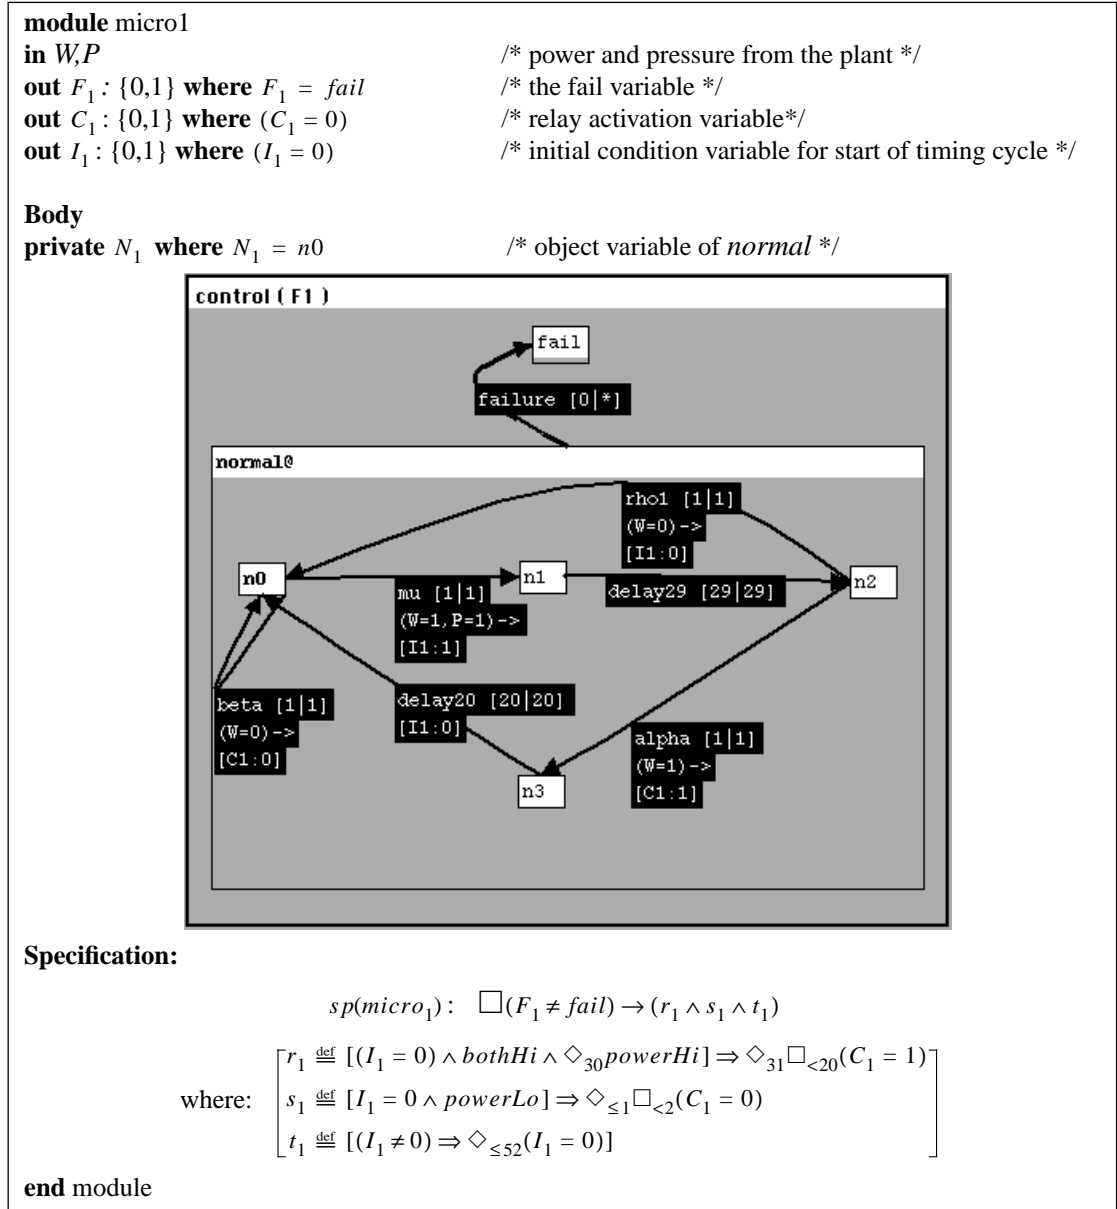 module micro1
in W,P /* power and pressure from the plant */
out F1 : {0,1} where F1 = fail /* the fail variable */
out C1 : {0,1} where (C1 = 0) /* relay activation variable*/
out I1 : {0,1} where (I1 = 0) /* initial condition variable for start of timing cycle */
Body
private N1 where N1 = n0 /* object variable of normal */
control ( F1 )
fail
failure [0|*]
normal@
rho1 [1|1]
(W=0)->
[I1:0]
n0
n1
n2
mu [1|1]
(W=1,P=1)->
[I1:1]
delay29 [29|29]
beta [1|1]
(W=0)->
[C1:0]
delay20 [20|20]
[I1:0]
alpha [1|1]
(W=1)->
[C1:1]
n3
Specification:
sp(micro1) : □(F1 ≠ fail) → (r1 ∧ s1 ∧ t1)
where:
r1 ≝ [(I1 = 0) ∧ bothHi ∧ ◇30 powerHi] ⇒ ◇31 □<20 (C1 = 1)
s1 ≝ [I1 = 0 ∧ powerLo] ⇒ ◇≤1 □<2 (C1 = 0)
t1 ≝ [(I1 ≠ 0) ⇒ ◇≤52 (I1 = 0)]
end module